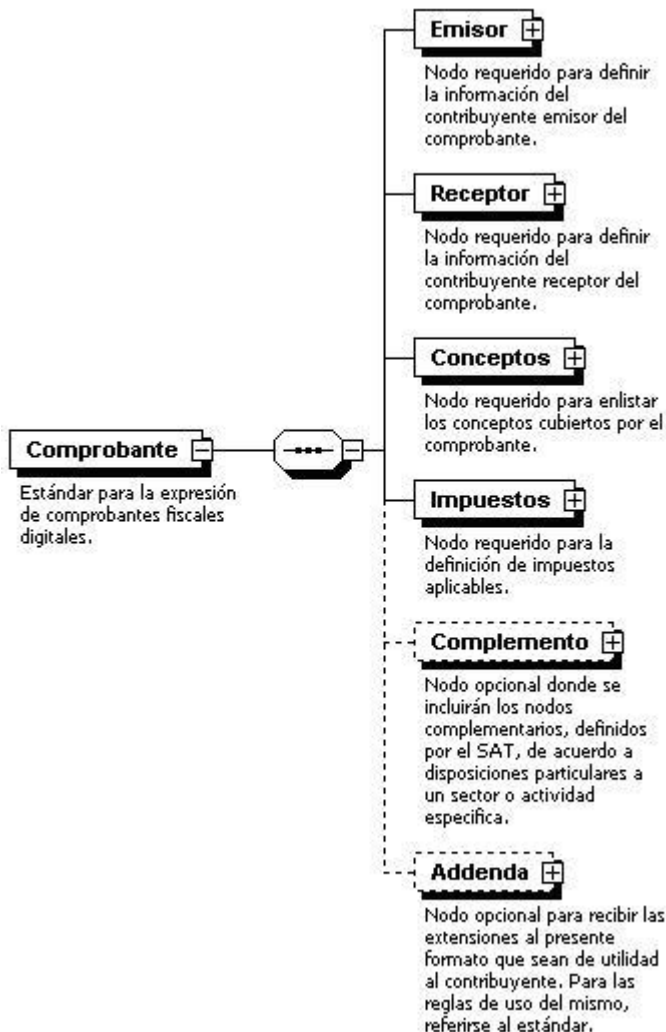 Emisor
Nodo requerido para definir
la información del
contribuyente emisor del
comprobante.
Receptor
Nodo requerido para definir
la información del
contribuyente receptor del
comprobante.
Conceptos
Nodo requerido para enlistar
los conceptos cubiertos por el
comprobante.
Comprobante
Estándar para la expresión
de comprobantes fiscales
digitales.
Impuestos
Nodo requerido para la
definición de impuestos
aplicables.
Complemento
Nodo opcional donde se
incluirán los nodos
complementarios, definidos
por el SAT, de acuerdo a
disposiciones particulares a
un sector o actividad
especifica.
Addenda
Nodo opcional para recibir las
extensiones al presente
formato que sean de utilidad
al contribuyente. Para las
reglas de uso del mismo,
referirse al estándar.